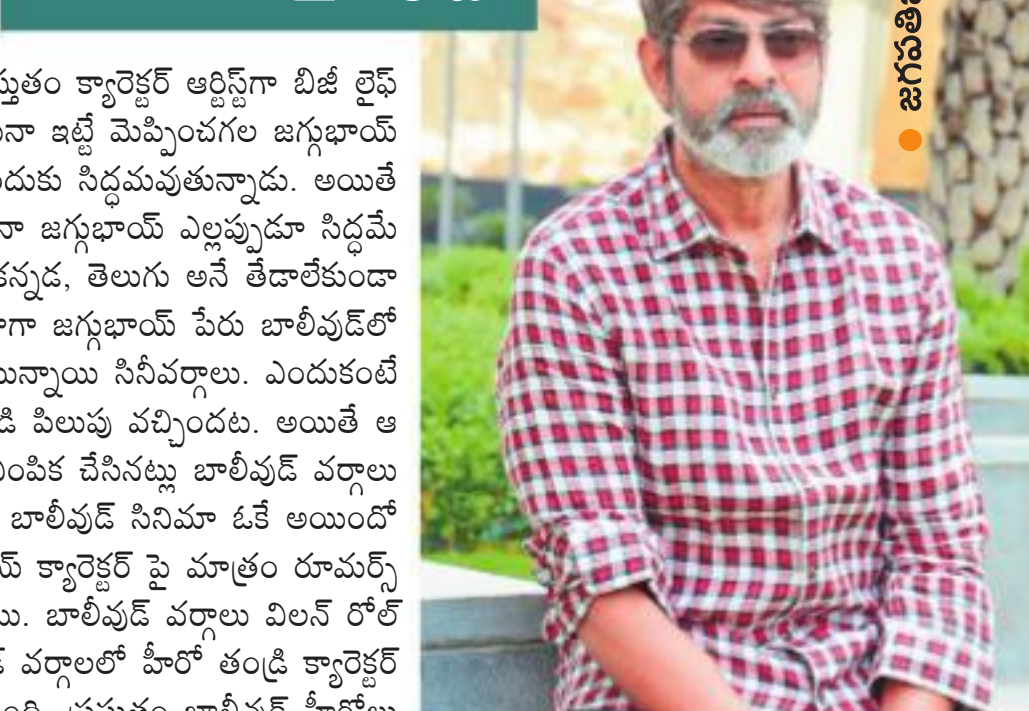 క్యారెక్టర్ ఆర్టిస్ట్‌గా బిజీ లైఫ్
ఇట్టే మెప్పించగల జగ్గుభాయ్
సిద్ధమవుతున్నాడు. అయితే
జగ్గుభాయ్ ఎల్లప్పుడూ సిద్ధమే
కన్నడ, తెలుగు అనే తేడాలేకుండా
జగ్గుభాయ్ పేరు బాలీవుడ్‌లో
సినీవర్గాలు. ఎందుకంటే
పిలుపు వచ్చిందట. అయితే ఆ
చేసినట్లు బాలీవుడ్ వర్గాలు
బాలీవుడ్ సినిమా ఓకే అయిందో
క్యారెక్టర్ పై మాత్రం రూమర్స్
బాలీవుడ్ వర్గాలు విలన్ రోల్
వర్గాలలో హీరో తండ్రి క్యారెక్టర్